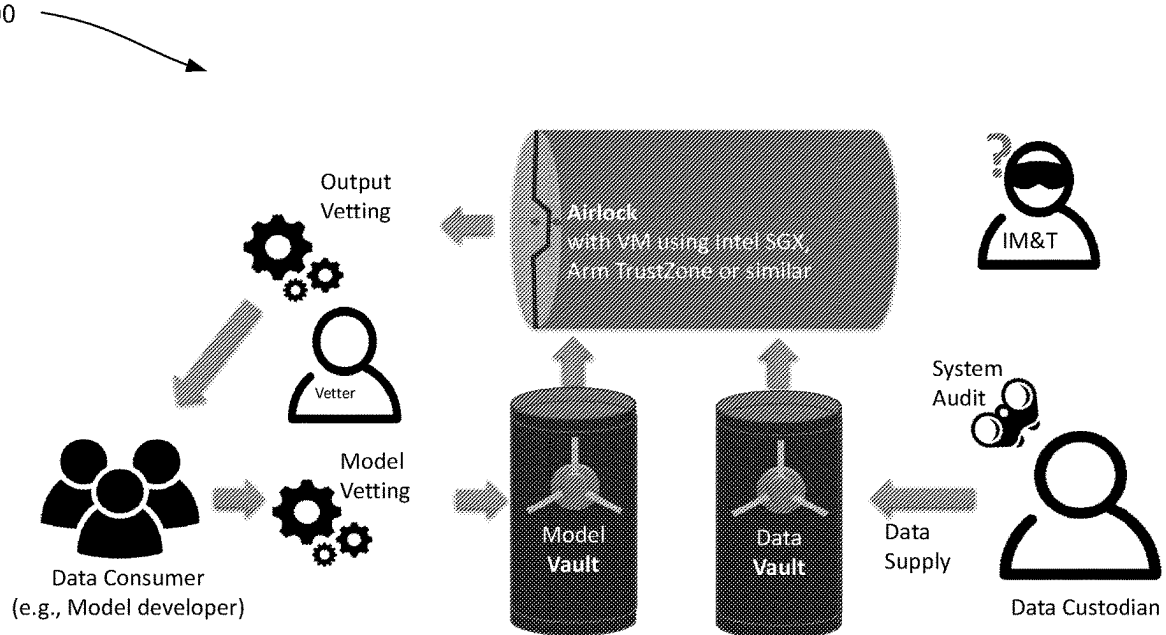 Output
Vetting
Airlock
with VM using Intel SGX,
Arm TrustZone or similar
?
IM&T
Vetter
System
Audit
Model
Vetting
Model
Vault
Data
Vault
Data
Supply
Data Consumer
(e.g., Model developer)
Data Custodian